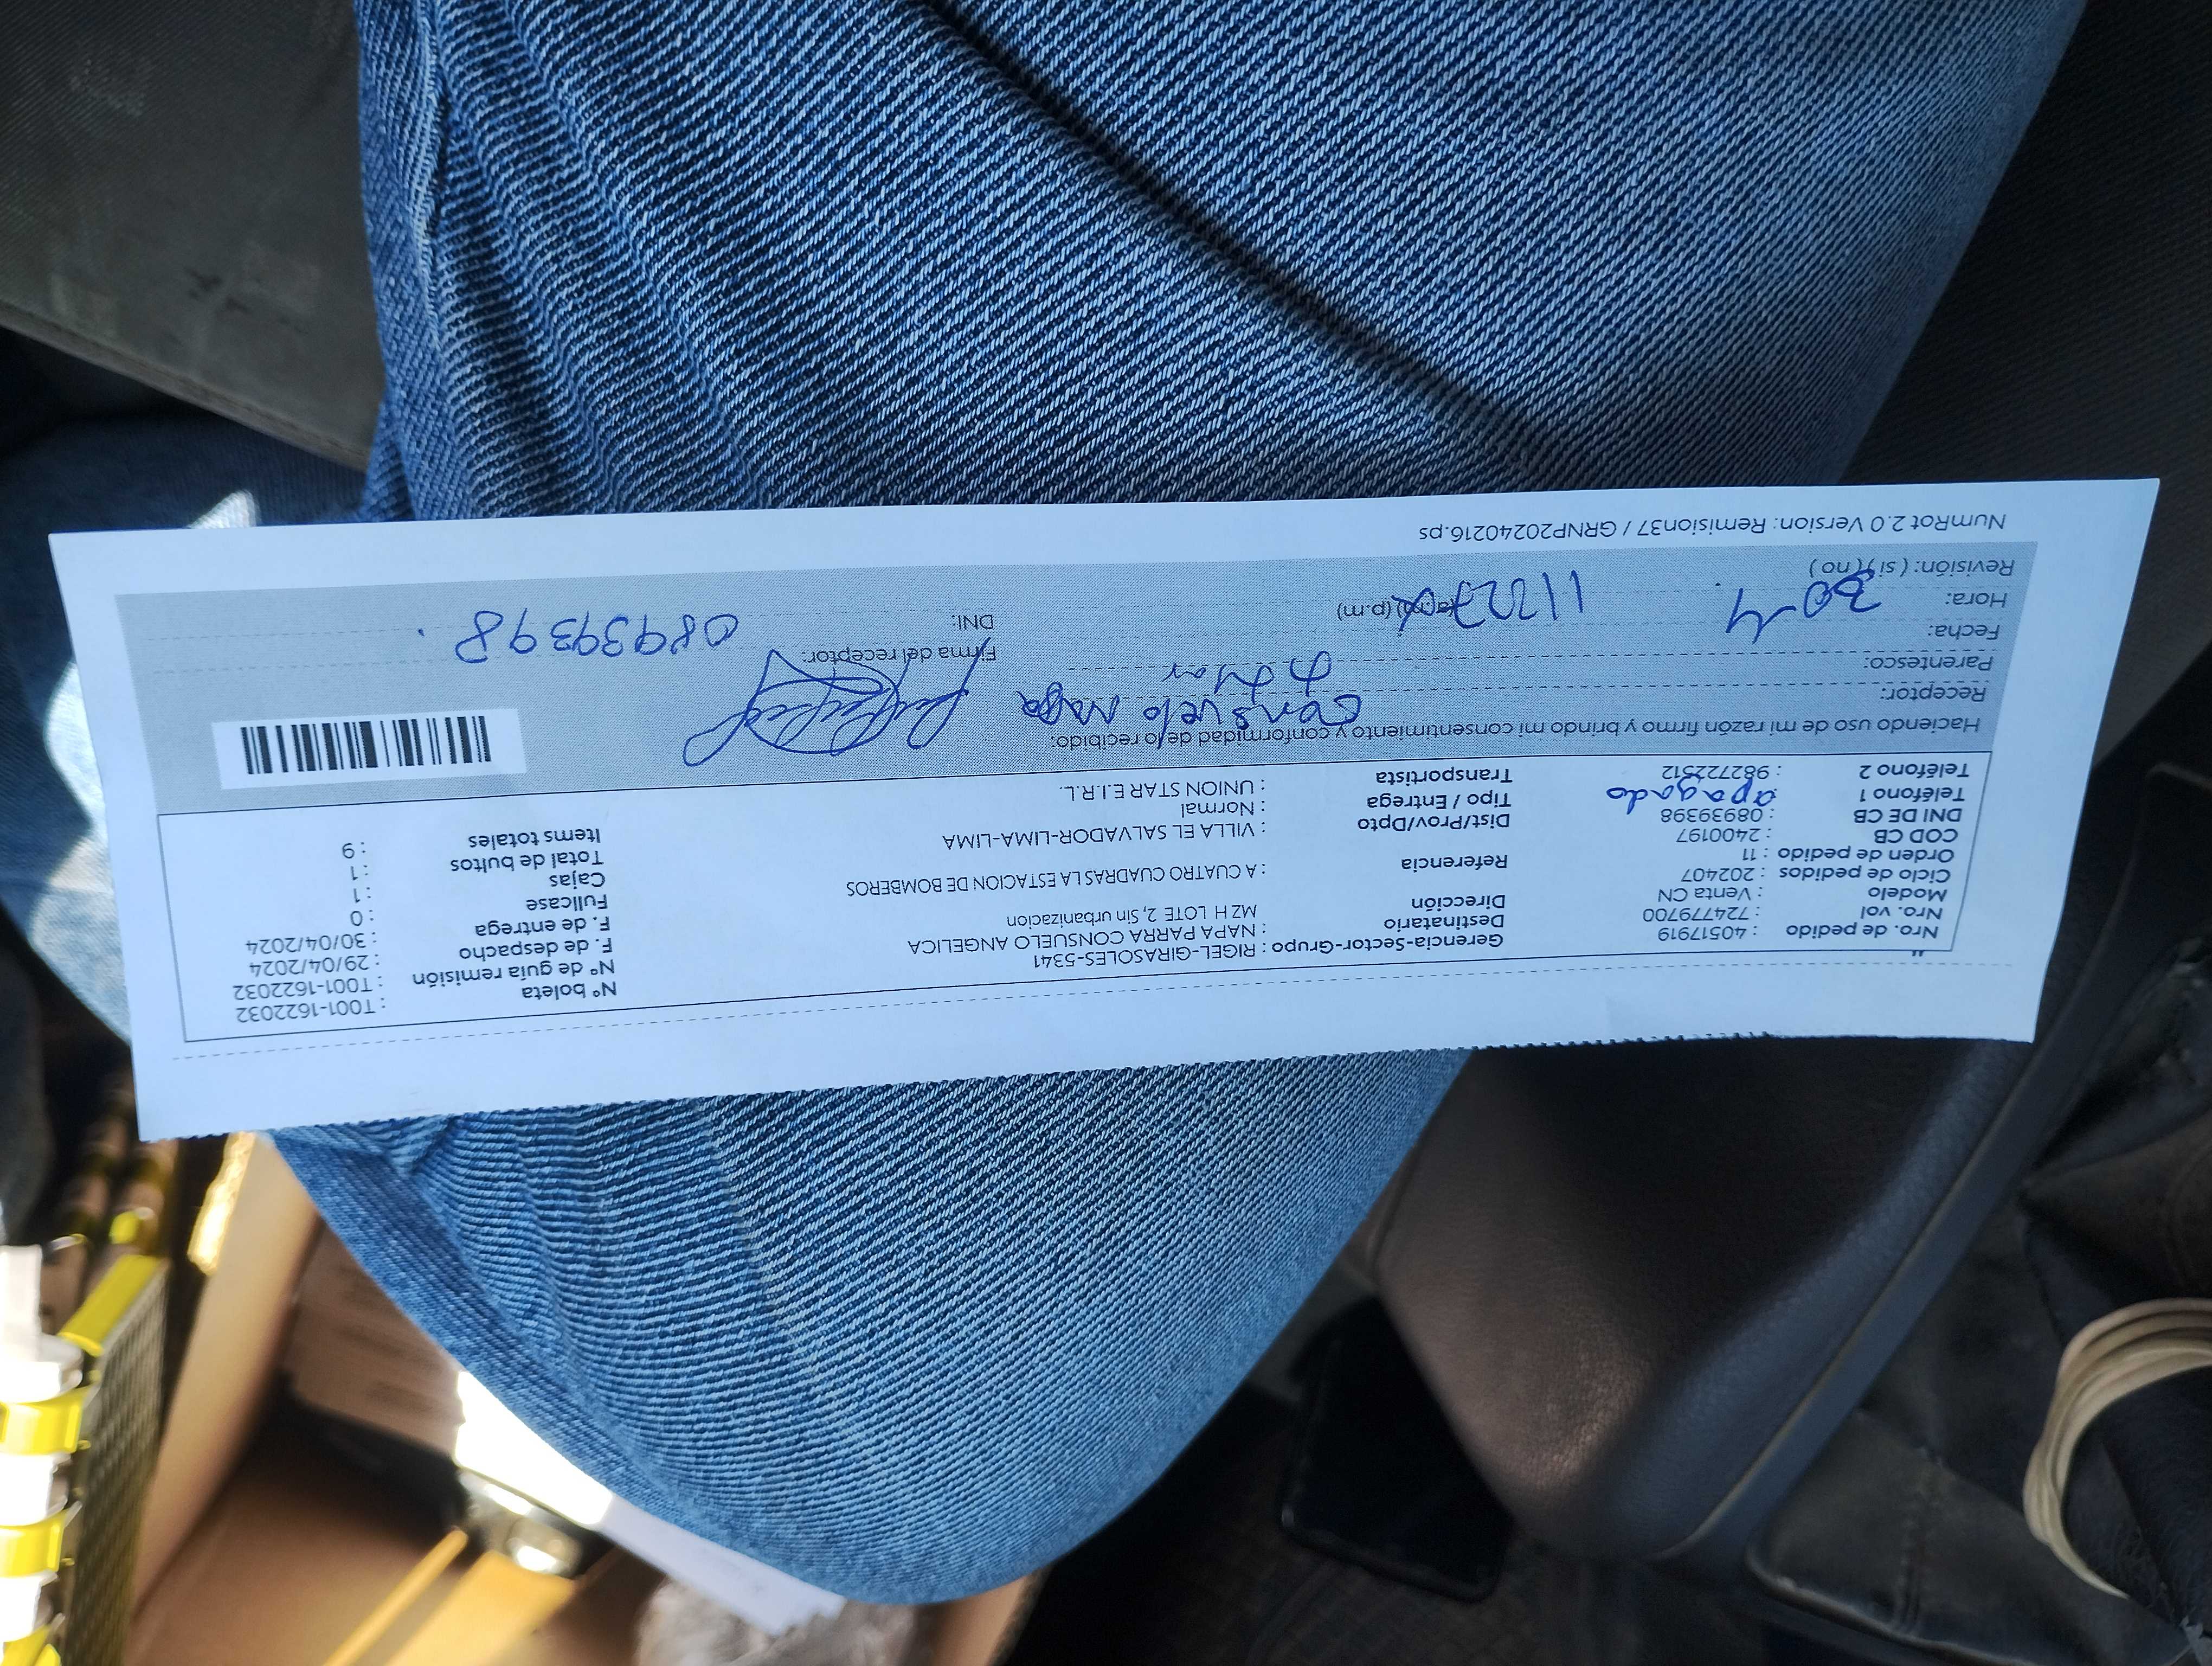 Nro. de pedido : 40517919
Nro. vol : 724779700
Modelo : Venta CN
Ciclo de pedidos : 202407
Orden de pedido : 11
COD CB : 2400197
DNI DE CB : 08939398
Teléfono 1 : apagado
Teléfono 2 : 982722512
Gerencia-Sector-Grupo : RIGEL-GIRASOLES-5341
Destinatario : NAPA PARRA CONSUELO ANGELICA
Dirección MZ H LOTE 2, Sin urbanizacion
Referencia : A CUATRO CUADRAS LA ESTACION DE BOMBEROS
Dist/Prov/Dpto : VILLA EL SALVADOR-LIMA-LIMA
Tipo / Entrega : Normal
Transportista : UNION STAR E.I.R.L.
Nº boleta : T001-1622032
Nº de guía remisión : T001-1622032
F. de despacho : 29/04/2024
F. de entrega : 30/04/2024
Fullcase : 0
Cajas : 1
Total de bultos : 1
Items totales : 9
Haciendo uso de mi razón firmo y brindo mi consentimiento y conformidad de lo recibido:
Receptor: Consuelo Napa
Parentesco:
Fecha: 30-4
Hora: (a.m) (p.m)
Revisión: ( si ) ( no )
Firma del receptor:
DNI: 08939398
NumRot 2.0 Version: Remision37 / GRNP20240216.ps